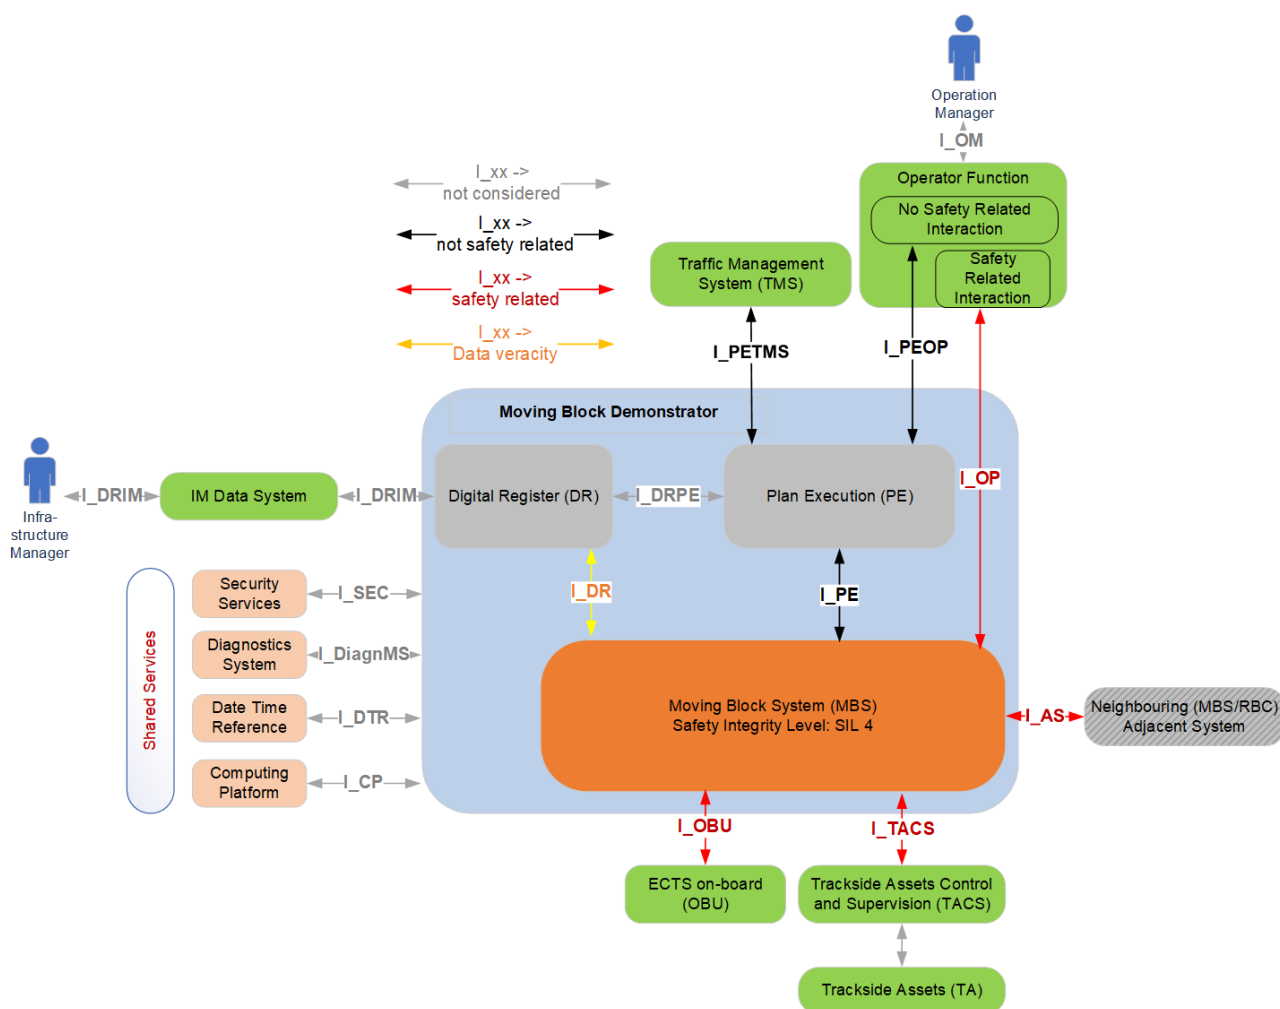 Operation
Manager
I_OM
Operator Function
No Safety Related
Interaction
Safety
Related
Interaction
I_xx ->
not considered
I_xx ->
not safety related
I_xx ->
safety related
I_xx ->
Data veracity
Traffic Management
System (TMS)
I_PETMS
I_PEOP
I_OP
Moving Block Demonstrator
Infra-
structure
Manager
I_DRIM
IM Data System
I_DRIM
Digital Register (DR)
I_DRPE
Plan Execution (PE)
I_DR
I_PE
Shared Services
Security
Services
I_SEC
Diagnostics
System
I_DiagnMS
Date Time
Reference
I_DTR
Computing
Platform
I_CP
Moving Block System (MBS)
Safety Integrity Level: SIL 4
I_AS
Neighbouring (MBS/RBC)
Adjacent System
I_OBU
I_TACS
ECTS on-board
(OBU)
Trackside Assets Control
and Supervision (TACS)
Trackside Assets (TA)